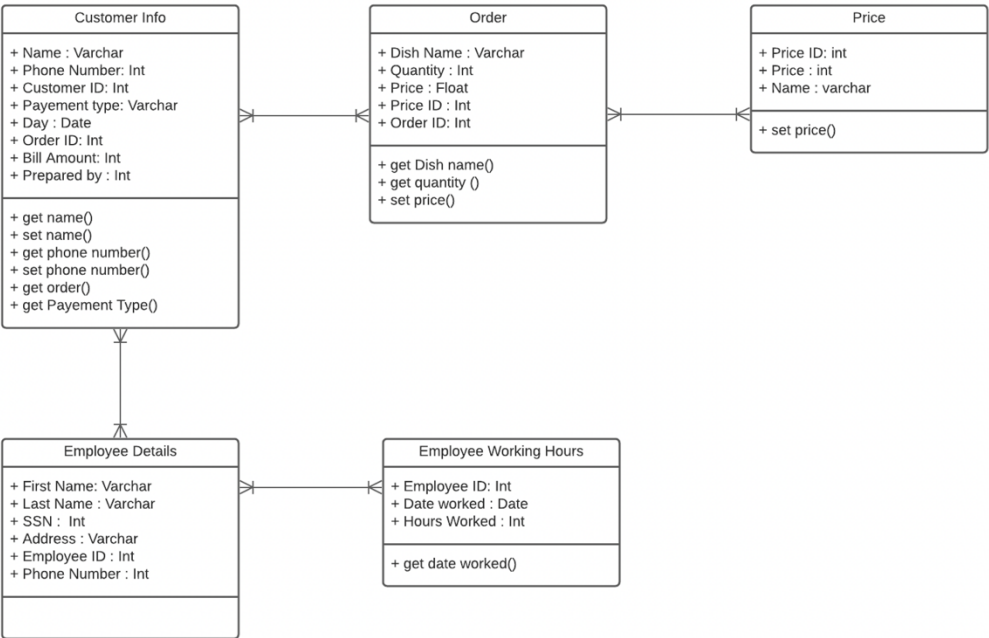 Customer Info
+ Name : Varchar
+ Phone Number: Int
+ Customer ID: Int
+ Payement type: Varchar
+ Day : Date
+ Order ID: Int
+ Bill Amount: Int
+ Prepared by : Int
+ get name()
+ set name()
+ get phone number()
+ set phone number()
+ get order()
+ get Payement Type()
Order
+ Dish Name : Varchar
+ Quantity : Int
+ Price : Float
+ Price ID : Int
+ Order ID: Int
+ get Dish name()
+ get quantity ()
+ set price()
Price
+ Price ID: int
+ Price : int
+ Name : varchar
+ set price()
Employee Details
+ First Name: Varchar
+ Last Name : Varchar
+ SSN :  Int
+ Address : Varchar
+ Employee ID : Int
+ Phone Number : Int
Employee Working Hours
+ Employee ID: Int
+ Date worked : Date
+ Hours Worked : Int
+ get date worked()